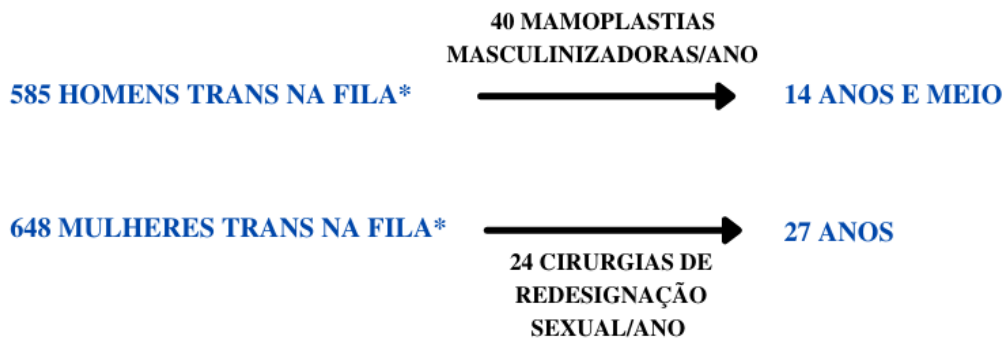 40 MAMOPLASTIAS
MASCULINIZADORAS/ANO
585 HOMENS TRANS NA FILA*
14 ANOS E MEIO
648 MULHERES TRANS NA FILA*
27 ANOS
24 CIRURGIAS DE
REDESIGNAÇÃO
SEXUAL/ANO